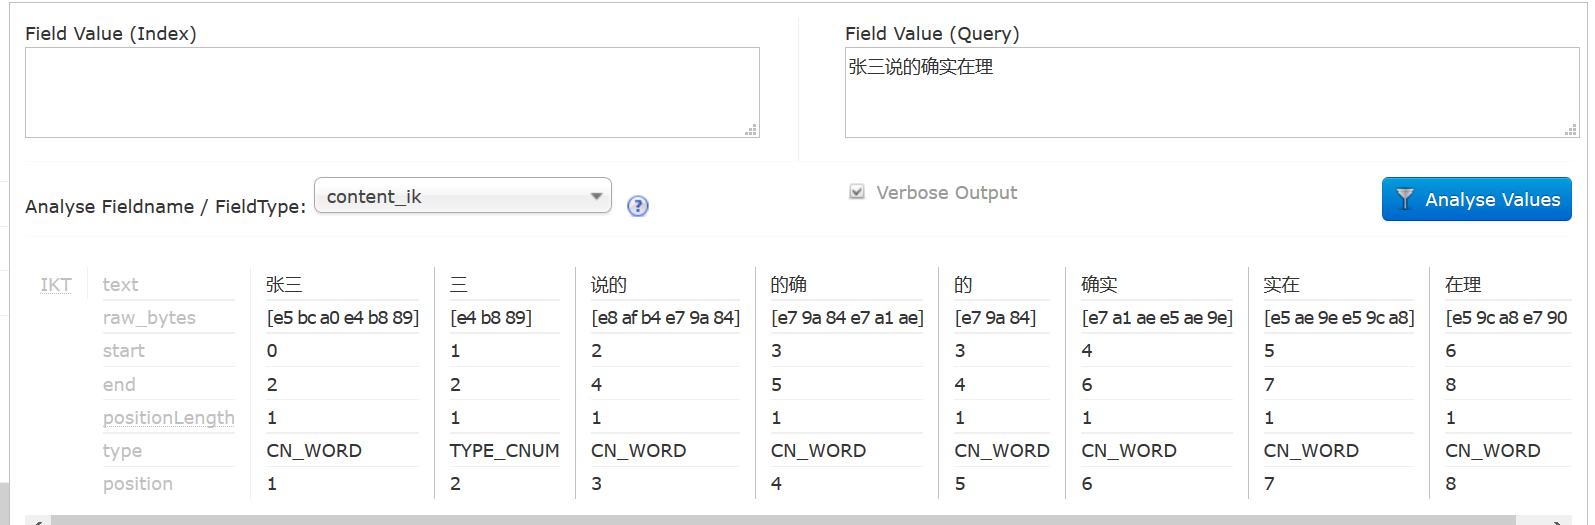 Field Value (Index) Field Value (Query)
张三说的确实在理
Analyse Fieldname / FieldType: content_ik ? Verbose Output Analyse Values
IKT text 张三 三 说的 的确 的 确实 实在 在理
raw_bytes [e5 bc a0 e4 b8 89] [e4 b8 89] [e8 af b4 e7 9a 84] [e7 9a 84 e7 a1 ae] [e7 9a 84] [e7 a1 ae e5 ae 9e] [e5 ae 9e e5 9c a8] [e5 9c a8 e7 90
start 0 1 2 3 3 4 5 6
end 2 2 4 5 4 6 7 8
positionLength 1 1 1 1 1 1 1 1
type CN_WORD TYPE_CNUM CN_WORD CN_WORD CN_WORD CN_WORD CN_WORD CN_WORD
position 1 2 3 4 5 6 7 8